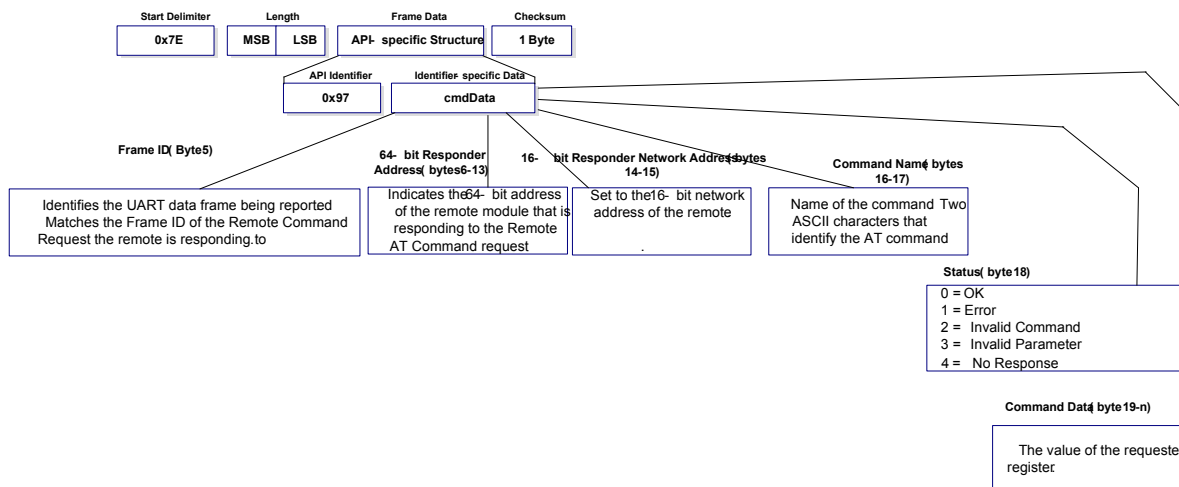 Start Delimiter Length Frame Data Checksum
0x7E MSB LSB API- specific Structure 1 Byte
API Identifier Identifier- specific Data
0x97 cmdData
Frame ID( Byte5)
64- bit Responder
Address( bytes6-13)
16- bit Responder Network Address( bytes
14-15)
Command Name( bytes
16-17)
Identifies the UART data frame being reported
Matches the Frame ID of the Remote Command
Request the remote is responding.to
Indicates the64- bit address
of the remote module that is
responding to the Remote
AT Command request
Set to the16- bit network
address of the remote
.
Name of the command Two
ASCII characters that
identify the AT command
Status( byte18)
0 = OK
1 = Error
2 = Invalid Command
3 = Invalid Parameter
4 = No Response
Command Data( byte19-n)
The value of the requeste
register.